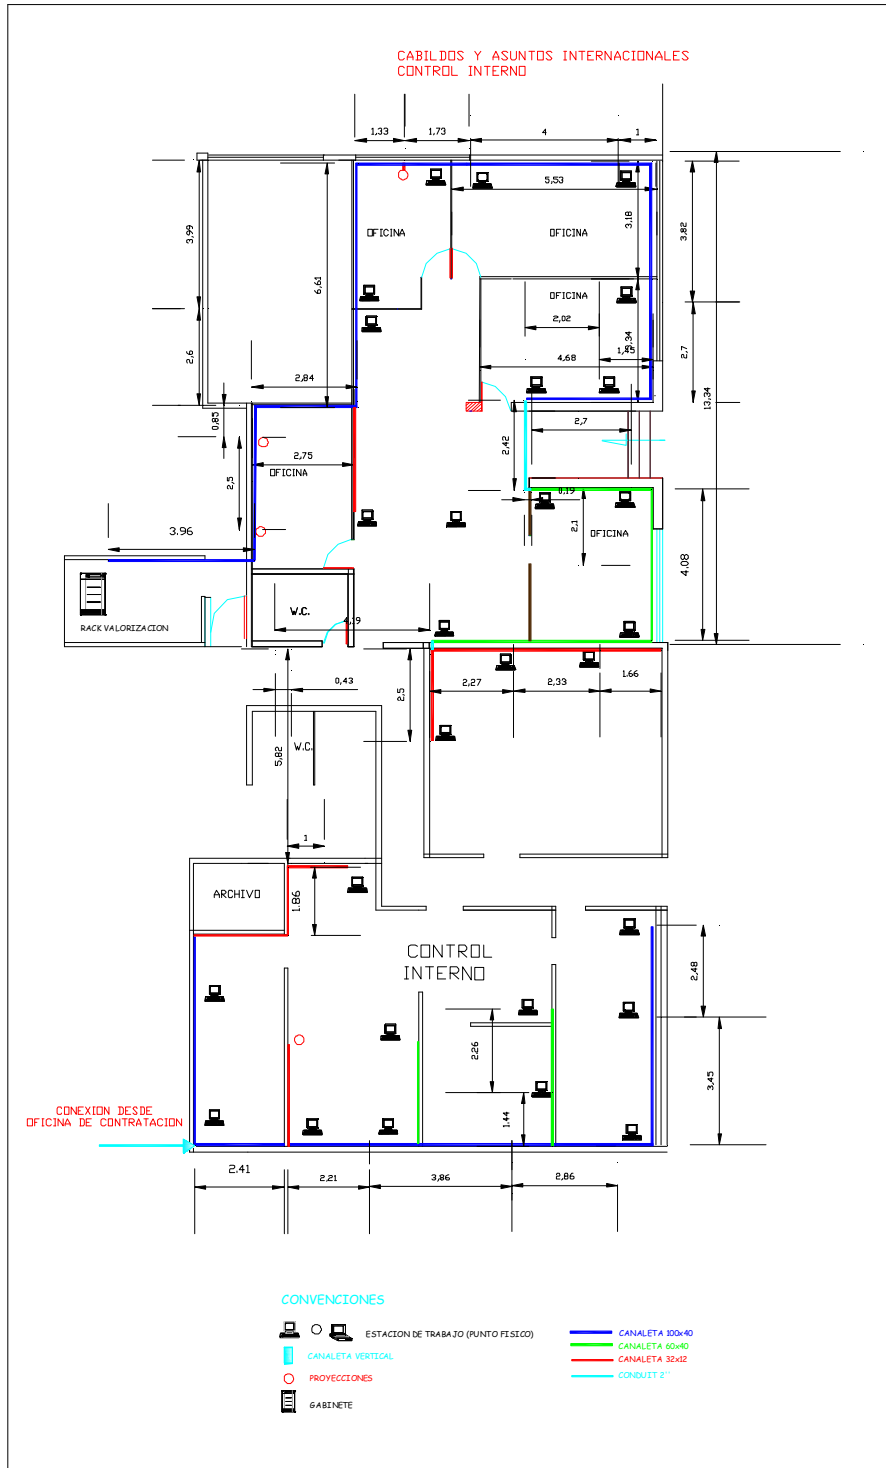 CABILDOS Y ASUNTOS INTERNACIONALES
CONTROL INTERNO
1,33
1,73
4
1
5,53
3,99
OFICINA
OFICINA
3,18
3,82
6,61
OFICINA
2,02
2,6
5,34
1,45
2,7
4,68
2,84
13,34
0,85
2,7
2,42
2,75
OFICINA
2,5
0,19
2,1
OFICINA
3.96
4.08
W.C.
4,19
RACK VALORIZACION
0,43
2,5
2,27
2,33
1.66
5,82
W.C.
1
ARCHIVO
1.86
CONTROL
INTERNO
2,48
2.26
3,45
1.44
CONEXION DESDE
OFICINA DE CONTRATACION
2.41
2,21
3,86
2,86
CONVENCIONES
ESTACION DE TRABAJO (PUNTO FISICO)
CANALETA VERTICAL
PROYECCIONES
GABINETE
CANALETA 100x40
CANALETA 60x40
CANALETA 32x12
CONDUIT 2''